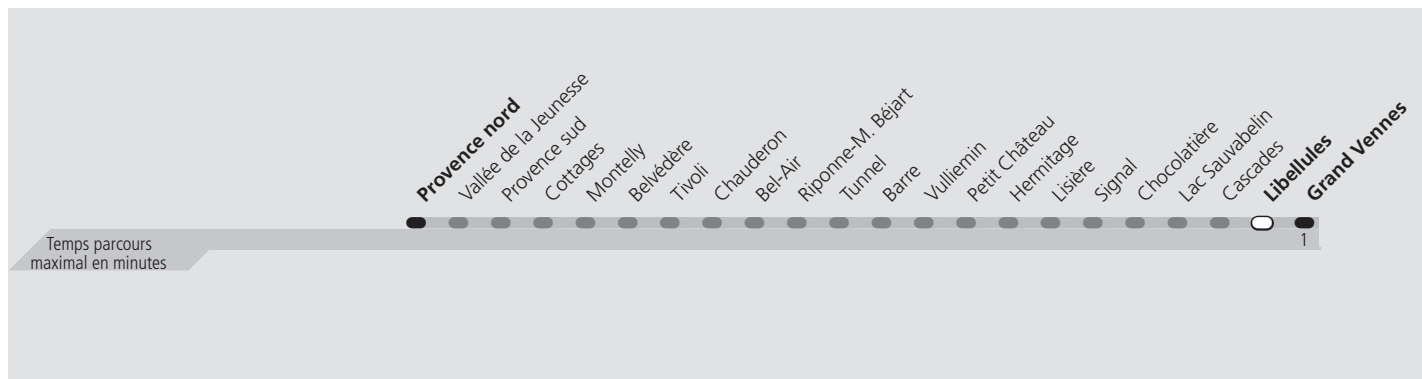 Provence nord
Vallée de la Jeunesse
Provence sud
Cottages
Montelly
Belvédère
Tivoli
Chauderon
Bel-Air
Riponne-M. Béjart
Tunnel
Barre
Vulliemin
Petit Château
Hermitage
Lisière
Signal
Chocolatière
Lac Sauvabelin
Cascades
Libellules
Grand Vennes
Temps parcours
maximal en minutes
1